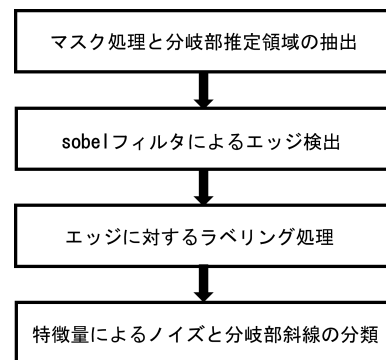 マスク処理と分岐部推定領域の抽出
sobelフィルタによるエッジ検出
エッジに対するラベリング処理
特徴量によるノイズと分岐部斜線の分類